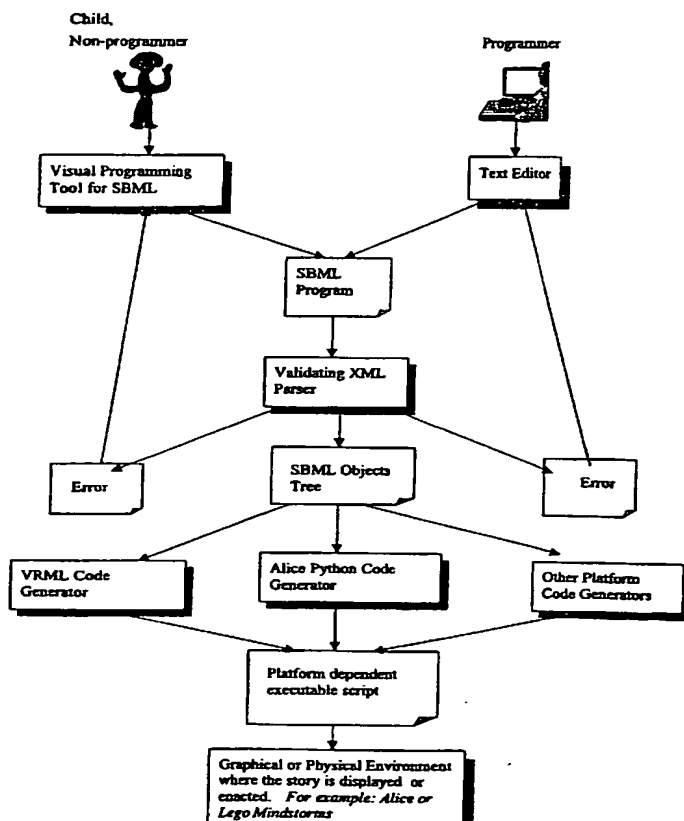 Child,
Non-programmer
Programmer
Visual Programming
Tool for SBML
Text Editor
SBML
Program
Validating XML
Parser
Error
SBML Objects
Tree
Error
VRML Code
Generator
Alice Python Code
Generator
Other Platform
Code Generators
Platform dependent
executable script
Graphical or Physical Environment
where the story is displayed or
enacted. For example: Alice or
Lego Mindstorms